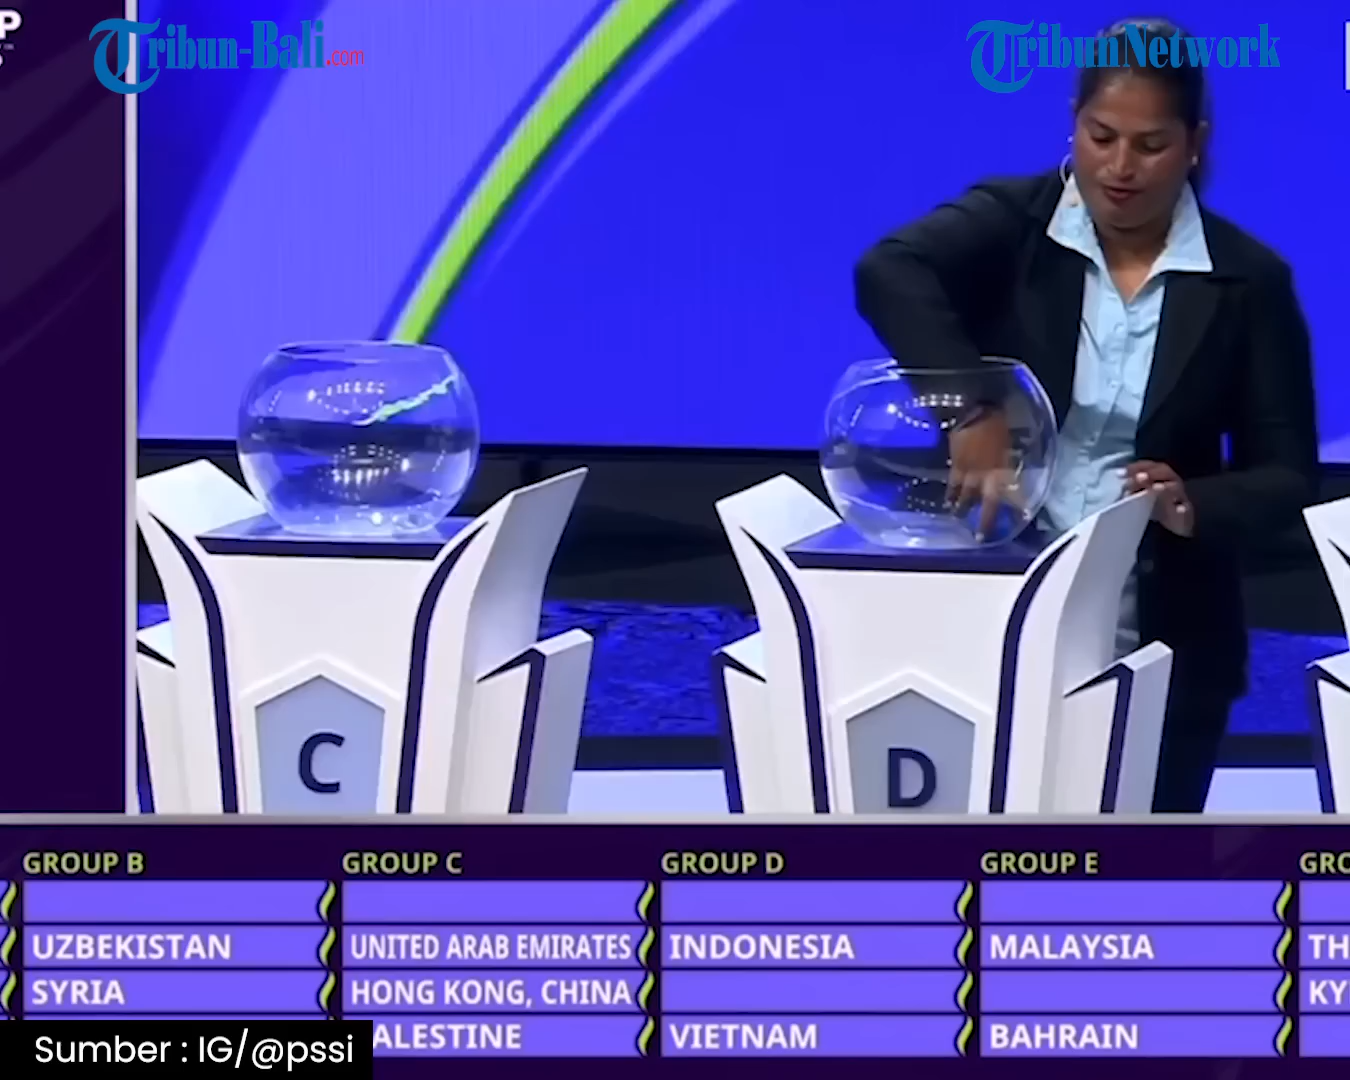 Tribun-Bali.com
TribunNetwork
C
D
GROUP B
GROUP C
GROUP D
GROUP E
UZBEKISTAN
UNITED ARAB EMIRATES
INDONESIA
MALAYSIA
SYRIA
HONG KONG, CHINA
VIETNAM
BAHRAIN
Sumber : IG/@pssi